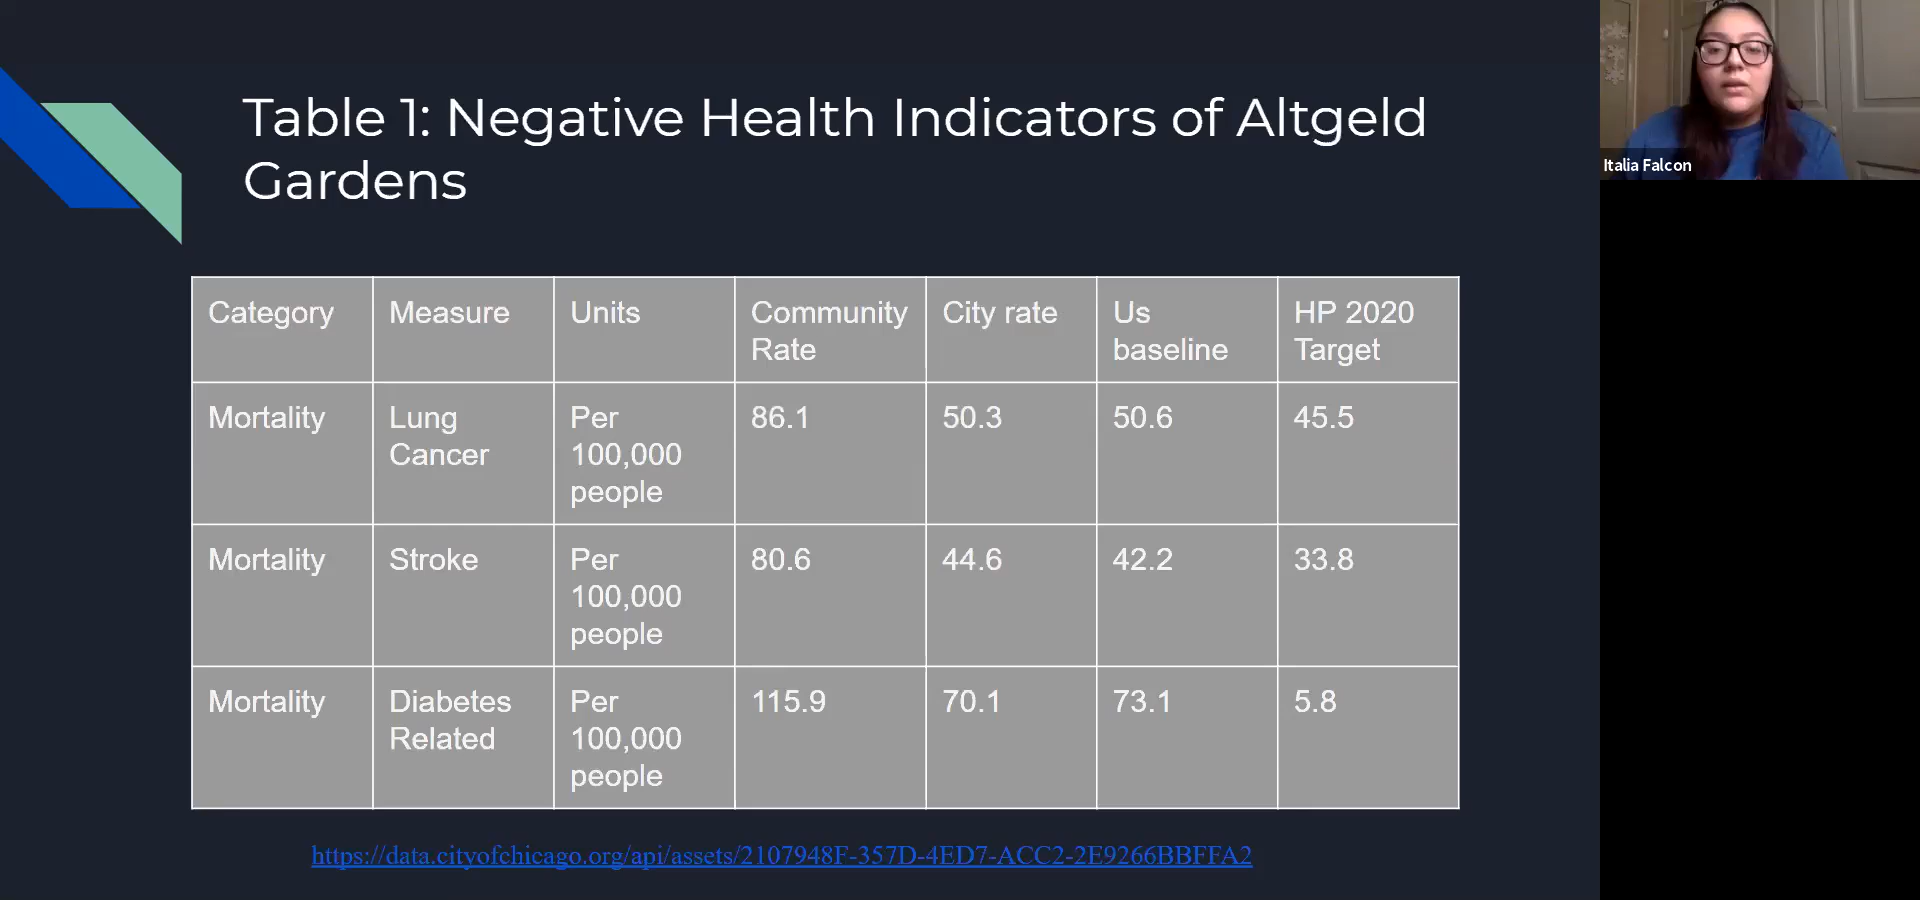 Table 1: Negative Health Indicators of Altgeld
Gardens
Italia Falcon
Category Measure Units Community City rate Us HP 2020
Rate baseline Target
Mortality Lung Per 86.1 50.3 50.6 45.5
Cancer 100,000
people
Mortality Stroke Per 80.6 44.6 42.2 33.8
100,000
people
Mortality Diabetes Per 115.9 70.1 73.1 5.8
Related 100,000
people
https://data.cityofchicago.org/api/assets/2107948F-357D-4ED7-ACC2-2E9266BBFFA2